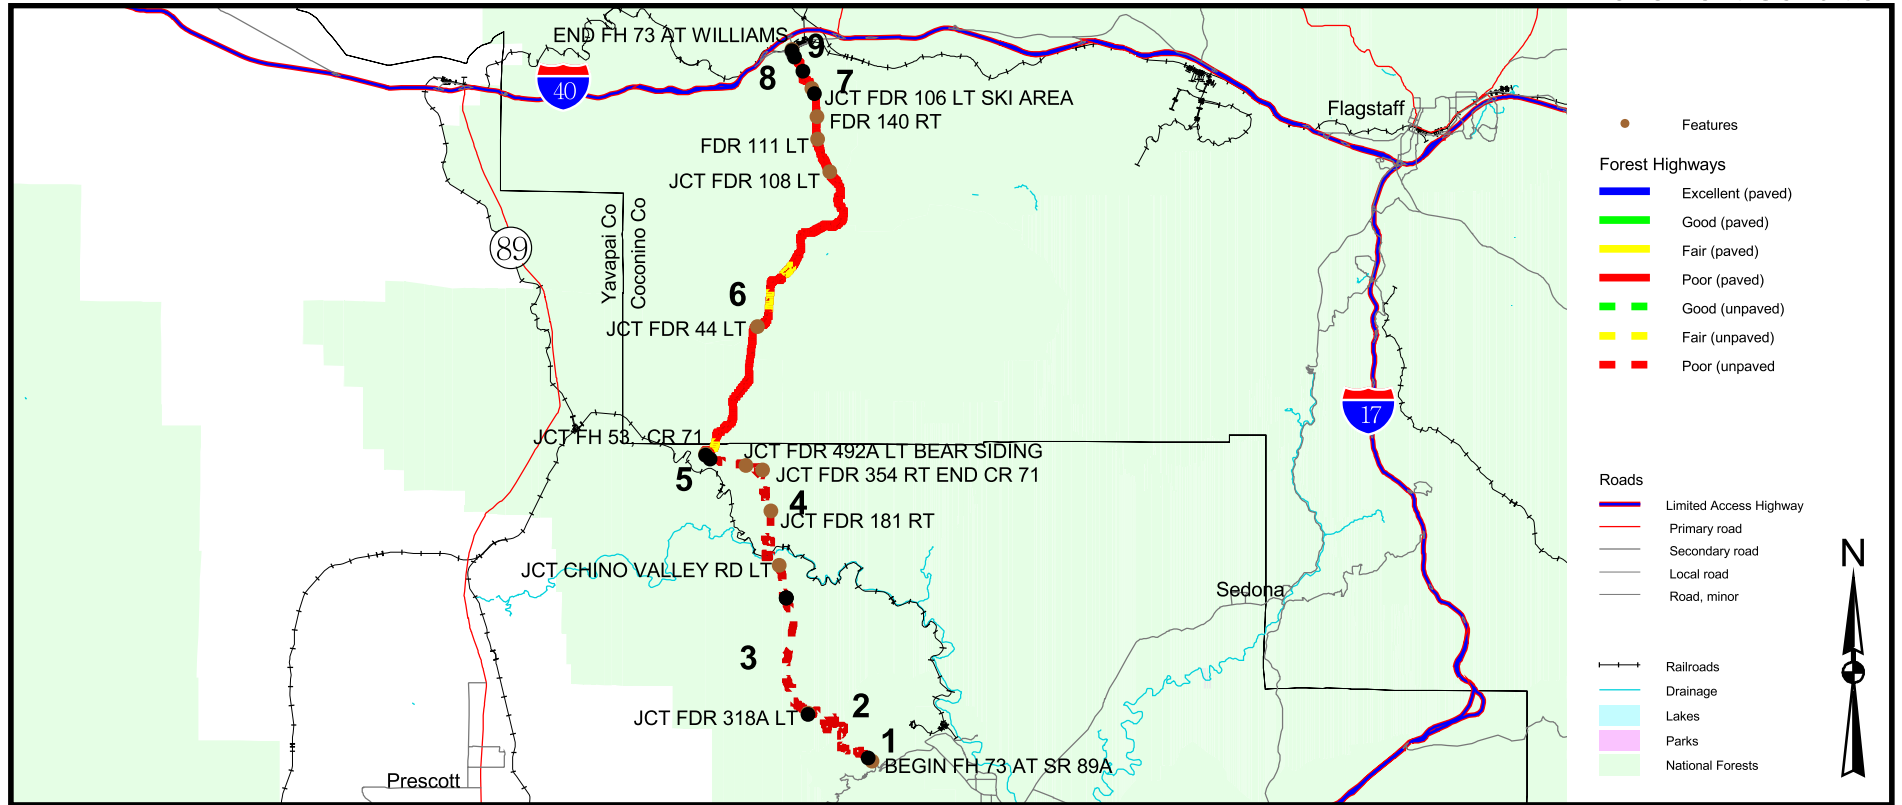 END FH 73 AT WILLIAMS
9
8
7
40
JCT FDR 106 LT SKI AREA
FDR 140 RT
FDR 111 LT
JCT FDR 108 LT
Flagstaff
89
Yavapai Co
Coconino Co
6
JCT FDR 44 LT
17
JCT FH 53, CR 71
JCT FDR 492A LT BEAR SIDING
5
JCT FDR 354 RT END CR 71
4
JCT FDR 181 RT
JCT CHINO VALLEY RD LT
Sedona
3
JCT FDR 318A LT
2
1
BEGIN FH 73 AT SR 89A
Prescott
Features
Forest Highways
Excellent (paved)
Good (paved)
Fair (paved)
Poor (paved)
Good (unpaved)
Fair (unpaved)
Poor (unpaved
Roads
Limited Access Highway
Primary road
Secondary road
Local road
Road, minor
Railroads
Drainage
Lakes
Parks
National Forests
N